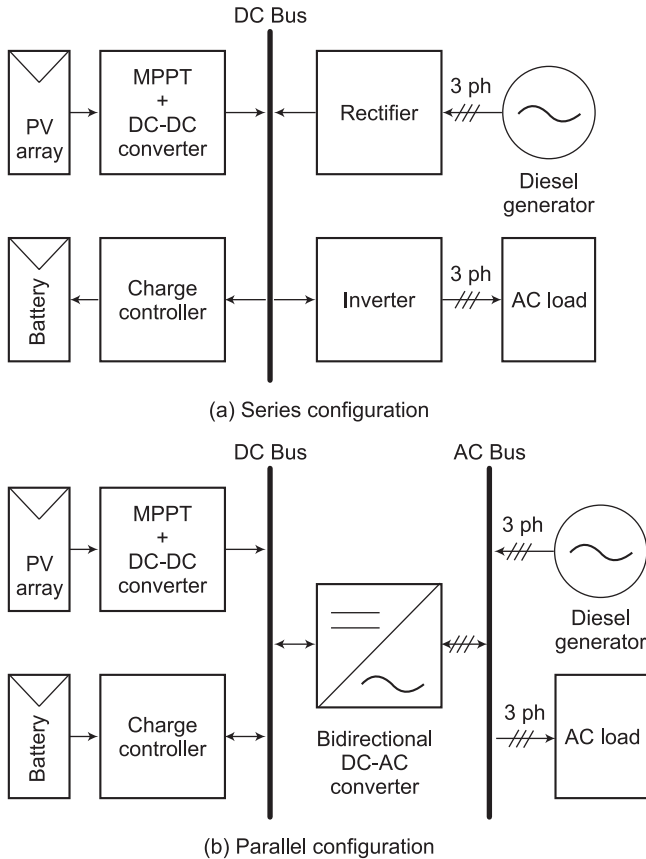 DC Bus
PV
array
MPPT
+
DC-DC
converter
Rectifier
3 ph
Diesel
generator
Battery
Charge
controller
Inverter
3 ph
AC load
(a) Series configuration
DC Bus
AC Bus
PV
array
MPPT
+
DC-DC
converter
3 ph
Diesel
generator
Battery
Charge
controller
Bidirectional
DC-AC
converter
3 ph
AC load
(b) Parallel configuration